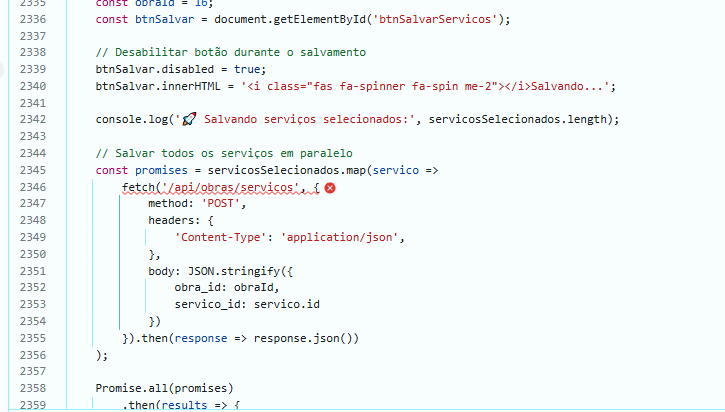 2335 const obraId = 16;
2336 const btnSalvar = document.getElementById('btnSalvarServicos');
2337
2338 // Desabilitar botão durante o salvamento
2339 btnSalvar.disabled = true;
2340 btnSalvar.innerHTML = '<i class="fas fa-spinner fa-spin me-2"></i>Salvando...';
2341
2342 console.log('🚀 Salvando serviços selecionados:', servicosSelecionados.length);
2343
2344 // Salvar todos os serviços em paralelo
2345 const promises = servicosSelecionados.map(servico =>
2346 fetch('/api/obras/servicos', {
2347 method: 'POST',
2348 headers: {
2349 'Content-Type': 'application/json',
2350 },
2351 body: JSON.stringify({
2352 obra_id: obraId,
2353 servico_id: servico.id
2354 })
2355 }).then(response => response.json())
2356 );
2357
2358 Promise.all(promises)
2359 .then(results => {